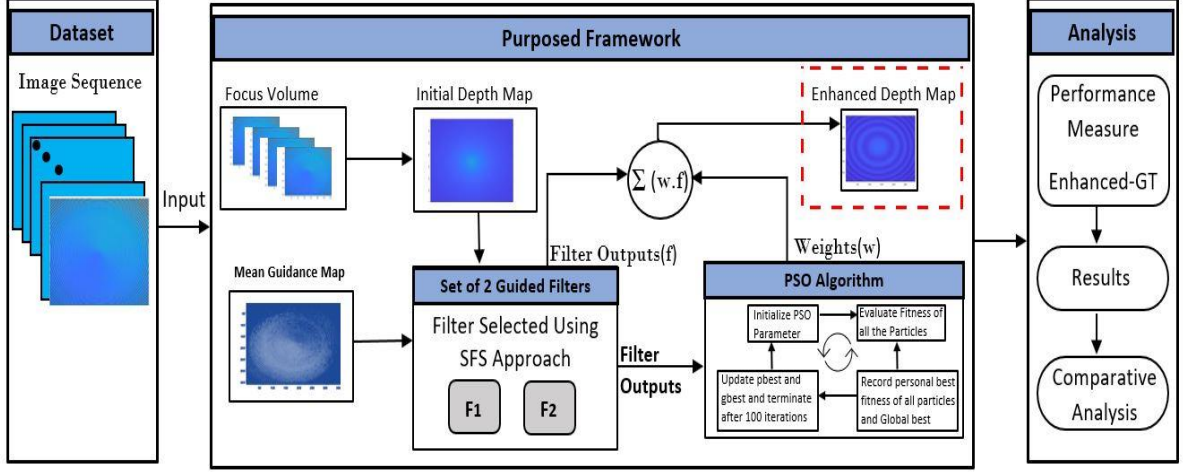 Dataset
Image Sequence
Input
Purposed Framework
Focus Volume
Initial Depth Map
Enhanced Depth Map
Σ (w.f)
Filter Outputs(f)
Weights(w)
Mean Guidance Map
Set of 2 Guided Filters
Filter Selected Using
SFS Approach
F1
F2
Filter
Outputs
PSO Algorithm
Initialize PSO
Parameter
Evaluate Fitness of
all the Particles
Update pbest and
gbest and terminate
after 100 iterations
Record personal best
fitness of all particles
and Global best
Analysis
Performance
Measure
Enhanced-GT
Results
Comparative
Analysis